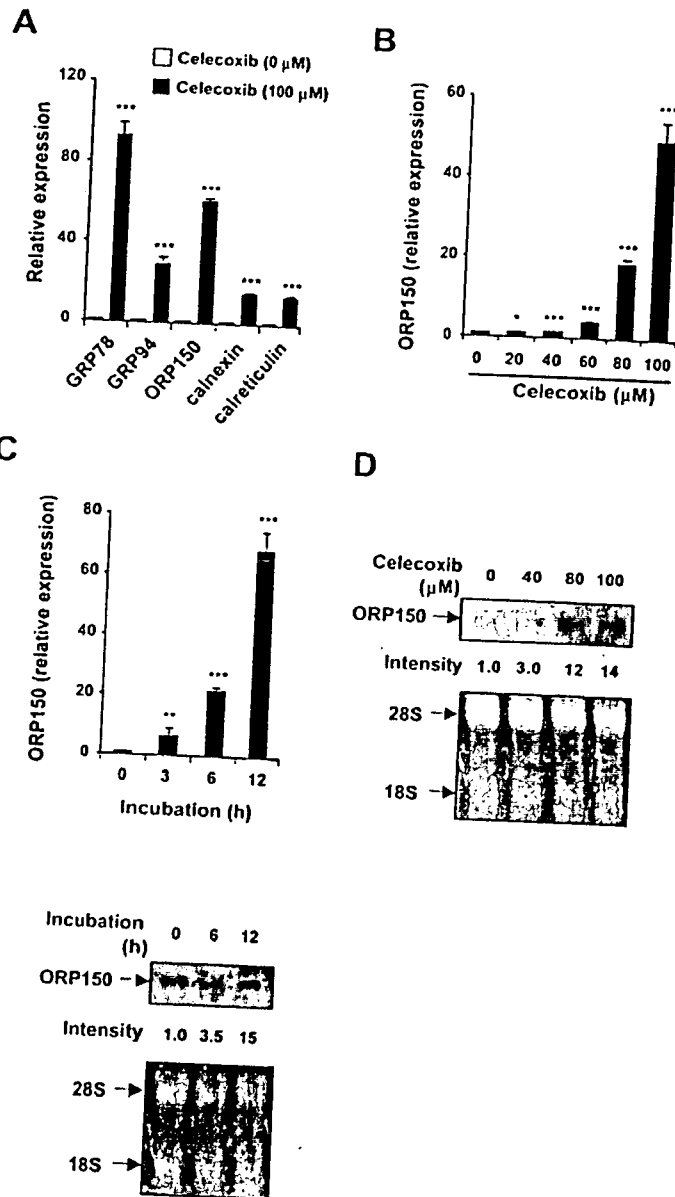 A
Celecoxib (0 µM)
Celecoxib (100 µM)
Relative expression
120
80
40
0
***
***
***
***
***
GRP78
GRP94
ORP150
calnexin
calreticulin
B
ORP150 (relative expression)
60
40
20
0
*
***
***
***
***
0 20 40 60 80 100
Celecoxib (µM)
C
ORP150 (relative expression)
80
60
40
20
0
**
***
***
0 3 6 12
Incubation (h)
D
Celecoxib (µM) 0 40 80 100
ORP150
Intensity 1.0 3.0 12 14
28S
18S
Incubation (h) 0 6 12
ORP150
Intensity 1.0 3.5 15
28S
18S